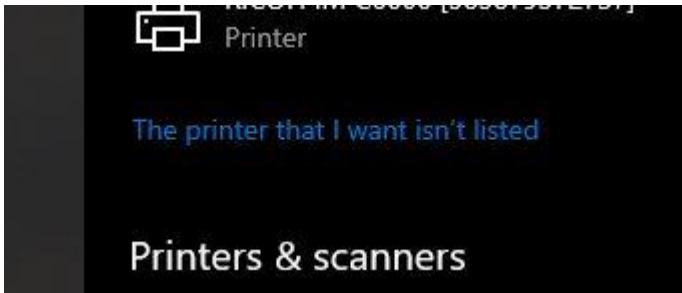 Printer
The printer that I want isn't listed
Printers & scanners